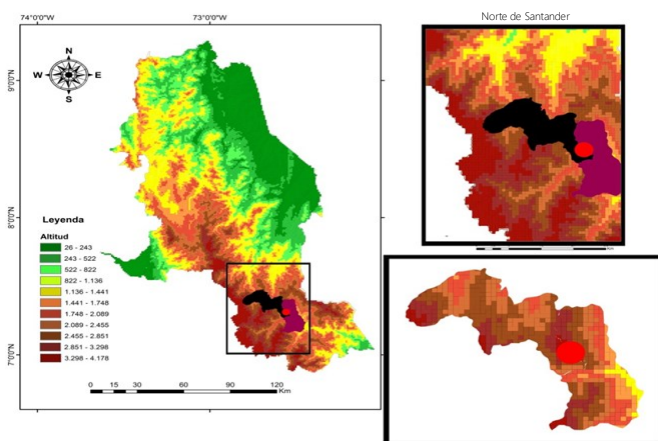 74°0'0"W
73°0'0"W
Norte de Santander
N
W E
S
9°0'0"N
8°0'0"N
7°0'0"N
Leyenda
Altitud
26 - 243
243 - 522
522 - 822
822 - 1.136
1.136 - 1.441
1.441 - 1.748
1.748 - 2.089
2.089 - 2.455
2.455 - 2.851
2.851 - 3.298
3.298 - 4.178
0 15 30 60 90 120
Km